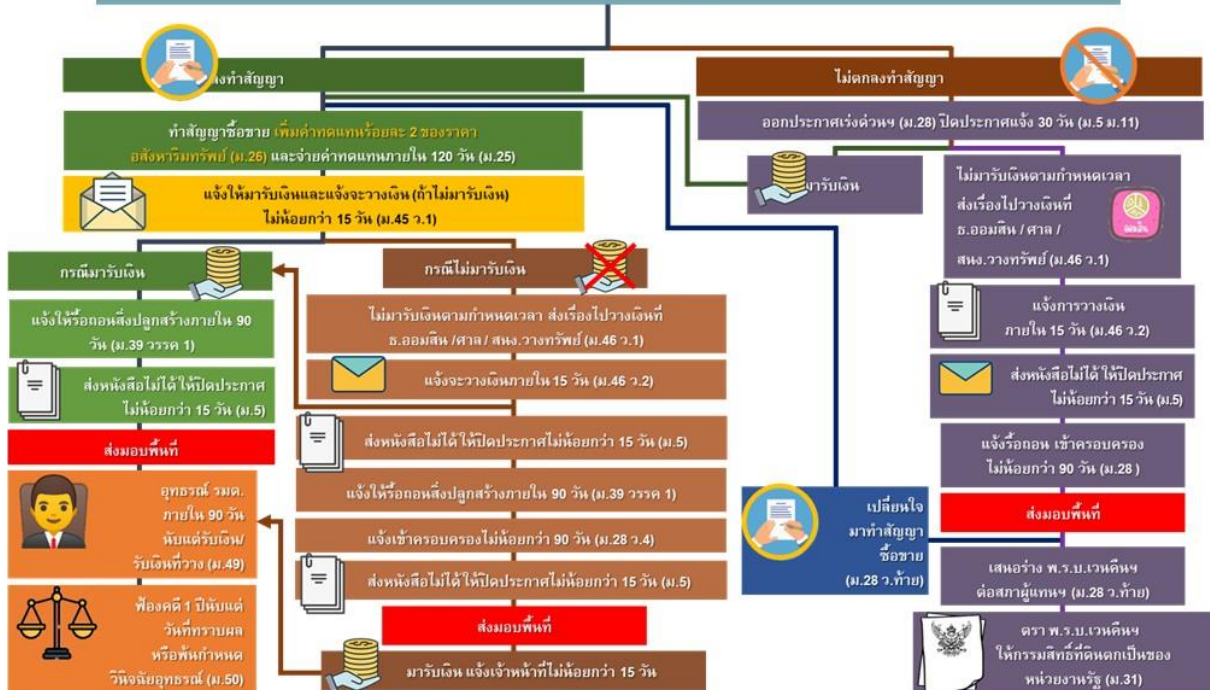 ลงทำสัญญา
ไม่ตกลงทำสัญญา
ทำสัญญาซื้อขาย เพิ่มค่าทดแทนร้อยละ 2 ของราคา
อสังหาริมทรัพย์ (ม.26) และจ่ายค่าทดแทนภายใน 120 วัน (ม.25)
ออกประกาศเร่งด่วนฯ (ม.28) ปิดประกาศแจ้ง 30 วัน (ม.5 ม.11)
แจ้งให้มารับเงินและแจ้งจะวางเงิน (ถ้าไม่มารับเงิน)
ไม่น้อยกว่า 15 วัน (ม.45 ว.1)
มารับเงิน
ไม่มารับเงินตามกำหนดเวลา
ส่งเรื่องไปวางเงินที่
ธ.ออมสิน / ศาล /
สนง.วางทรัพย์ (ม.46 ว.1)
ออมสิน
กรณีมารับเงิน
แจ้งให้รื้อถอนสิ่งปลูกสร้างภายใน 90
วัน (ม.39 วรรค 1)
ส่งหนังสือไม่ได้ ให้ปิดประกาศ
ไม่น้อยกว่า 15 วัน (ม.5)
ส่งมอบพื้นที่
อุทธรณ์ รมต.
ภายใน 90 วัน
นับแต่รับเงิน/
รับเงินที่วาง (ม.49)
ฟ้องคดี 1 ปีนับแต่
วันที่ทราบผล
หรือพ้นกำหนด
วินิจฉัยอุทธรณ์ (ม.50)
กรณีไม่มารับเงิน
ไม่มารับเงินตามกำหนดเวลา ส่งเรื่องไปวางเงินที่
ธ.ออมสิน /ศาล / สนง.วางทรัพย์ (ม.46 ว.1)
แจ้งจะวางเงินภายใน 15 วัน (ม.46 ว.2)
ส่งหนังสือไม่ได้ ให้ปิดประกาศไม่น้อยกว่า 15 วัน (ม.5)
แจ้งให้รื้อถอนสิ่งปลูกสร้างภายใน 90 วัน (ม.39 วรรค 1)
แจ้งเข้าครอบครองไม่น้อยกว่า 90 วัน (ม.28 ว.4)
ส่งหนังสือไม่ได้ ให้ปิดประกาศไม่น้อยกว่า 15 วัน (ม.5)
ส่งมอบพื้นที่
มารับเงิน แจ้งเจ้าหน้าที่ไม่น้อยกว่า 15 วัน
เปลี่ยนใจ
มาทำสัญญา
ซื้อขาย
(ม.28 ว.ท้าย)
แจ้งการวางเงิน
ภายใน 15 วัน (ม.46 ว.2)
ส่งหนังสือไม่ได้ ให้ปิดประกาศ
ไม่น้อยกว่า 15 วัน (ม.5)
แจ้งรื้อถอน เข้าครอบครอง
ไม่น้อยกว่า 90 วัน (ม.28 )
ส่งมอบพื้นที่
เสนอร่าง พ.ร.บ.เวนคืนฯ
ต่อสภาผู้แทนฯ (ม.28 ว.ท้าย)
ตรา พ.ร.บ.เวนคืนฯ
ให้กรรมสิทธิ์ที่ดินตกเป็นของ
หน่วยงานรัฐ (ม.31)